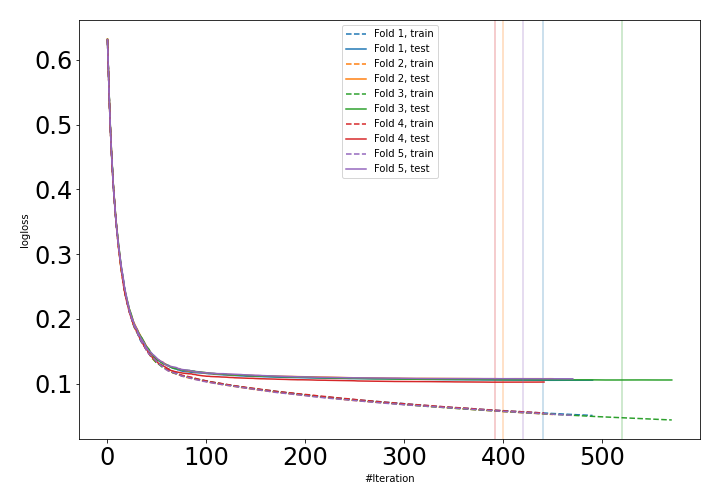 Fold 1, train
Fold 1, test
Fold 2, train
Fold 2, test
Fold 3, train
Fold 3, test
Fold 4, train
Fold 4, test
Fold 5, train
Fold 5, test
0.6
0.5
0.4
0.3
0.2
0.1
logloss
0 100 200 300 400 500
#Iteration